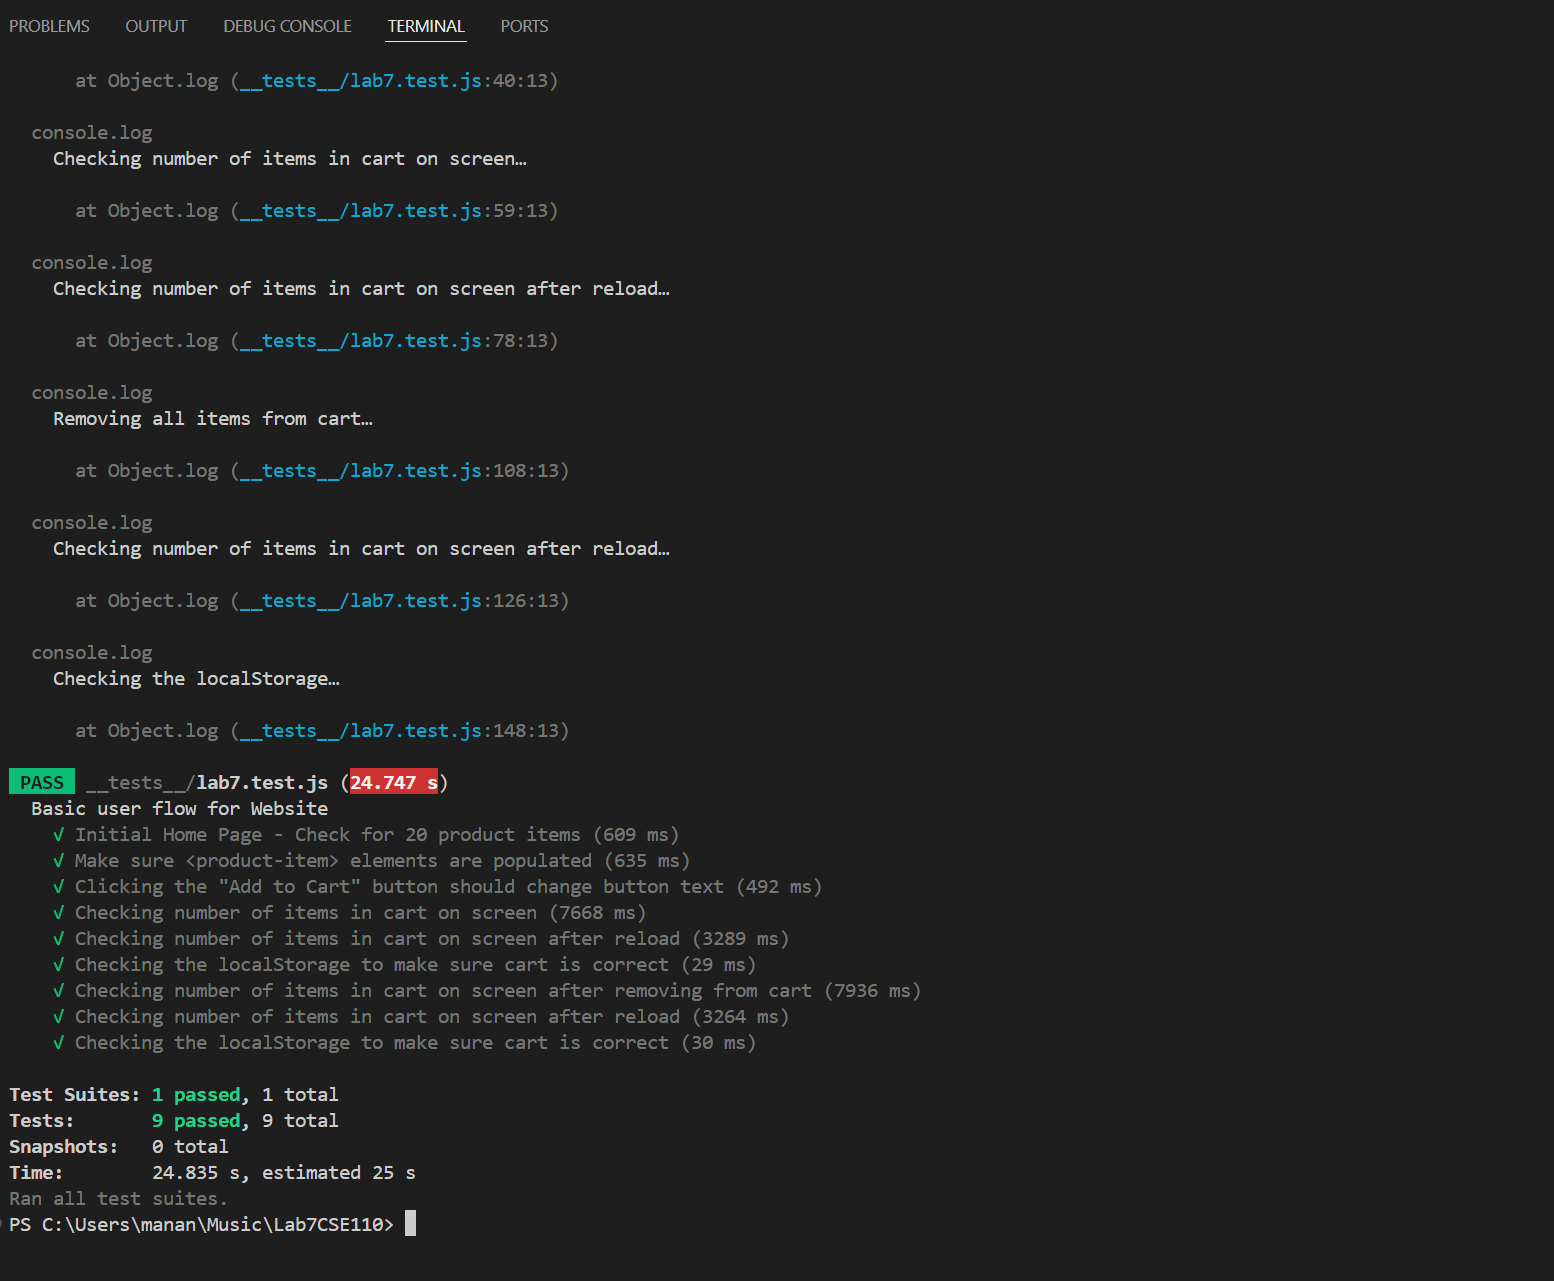 PROBLEMS OUTPUT DEBUG CONSOLE TERMINAL PORTS
at Object.log (__tests__/lab7.test.js:40:13)
console.log
Checking number of items in cart on screen…
at Object.log (__tests__/lab7.test.js:59:13)
console.log
Checking number of items in cart on screen after reload…
at Object.log (__tests__/lab7.test.js:78:13)
console.log
Removing all items from cart…
at Object.log (__tests__/lab7.test.js:108:13)
console.log
Checking number of items in cart on screen after reload…
at Object.log (__tests__/lab7.test.js:126:13)
console.log
Checking the localStorage…
at Object.log (__tests__/lab7.test.js:148:13)
PASS __tests__/lab7.test.js (24.747 s)
Basic user flow for Website
√ Initial Home Page - Check for 20 product items (609 ms)
√ Make sure <product-item> elements are populated (635 ms)
√ Clicking the "Add to Cart" button should change button text (492 ms)
√ Checking number of items in cart on screen (7668 ms)
√ Checking number of items in cart on screen after reload (3289 ms)
√ Checking the localStorage to make sure cart is correct (29 ms)
√ Checking number of items in cart on screen after removing from cart (7936 ms)
√ Checking number of items in cart on screen after reload (3264 ms)
√ Checking the localStorage to make sure cart is correct (30 ms)
Test Suites: 1 passed, 1 total
Tests: 9 passed, 9 total
Snapshots: 0 total
Time: 24.835 s, estimated 25 s
Ran all test suites.
PS C:\Users\manan\Music\Lab7CSE110>